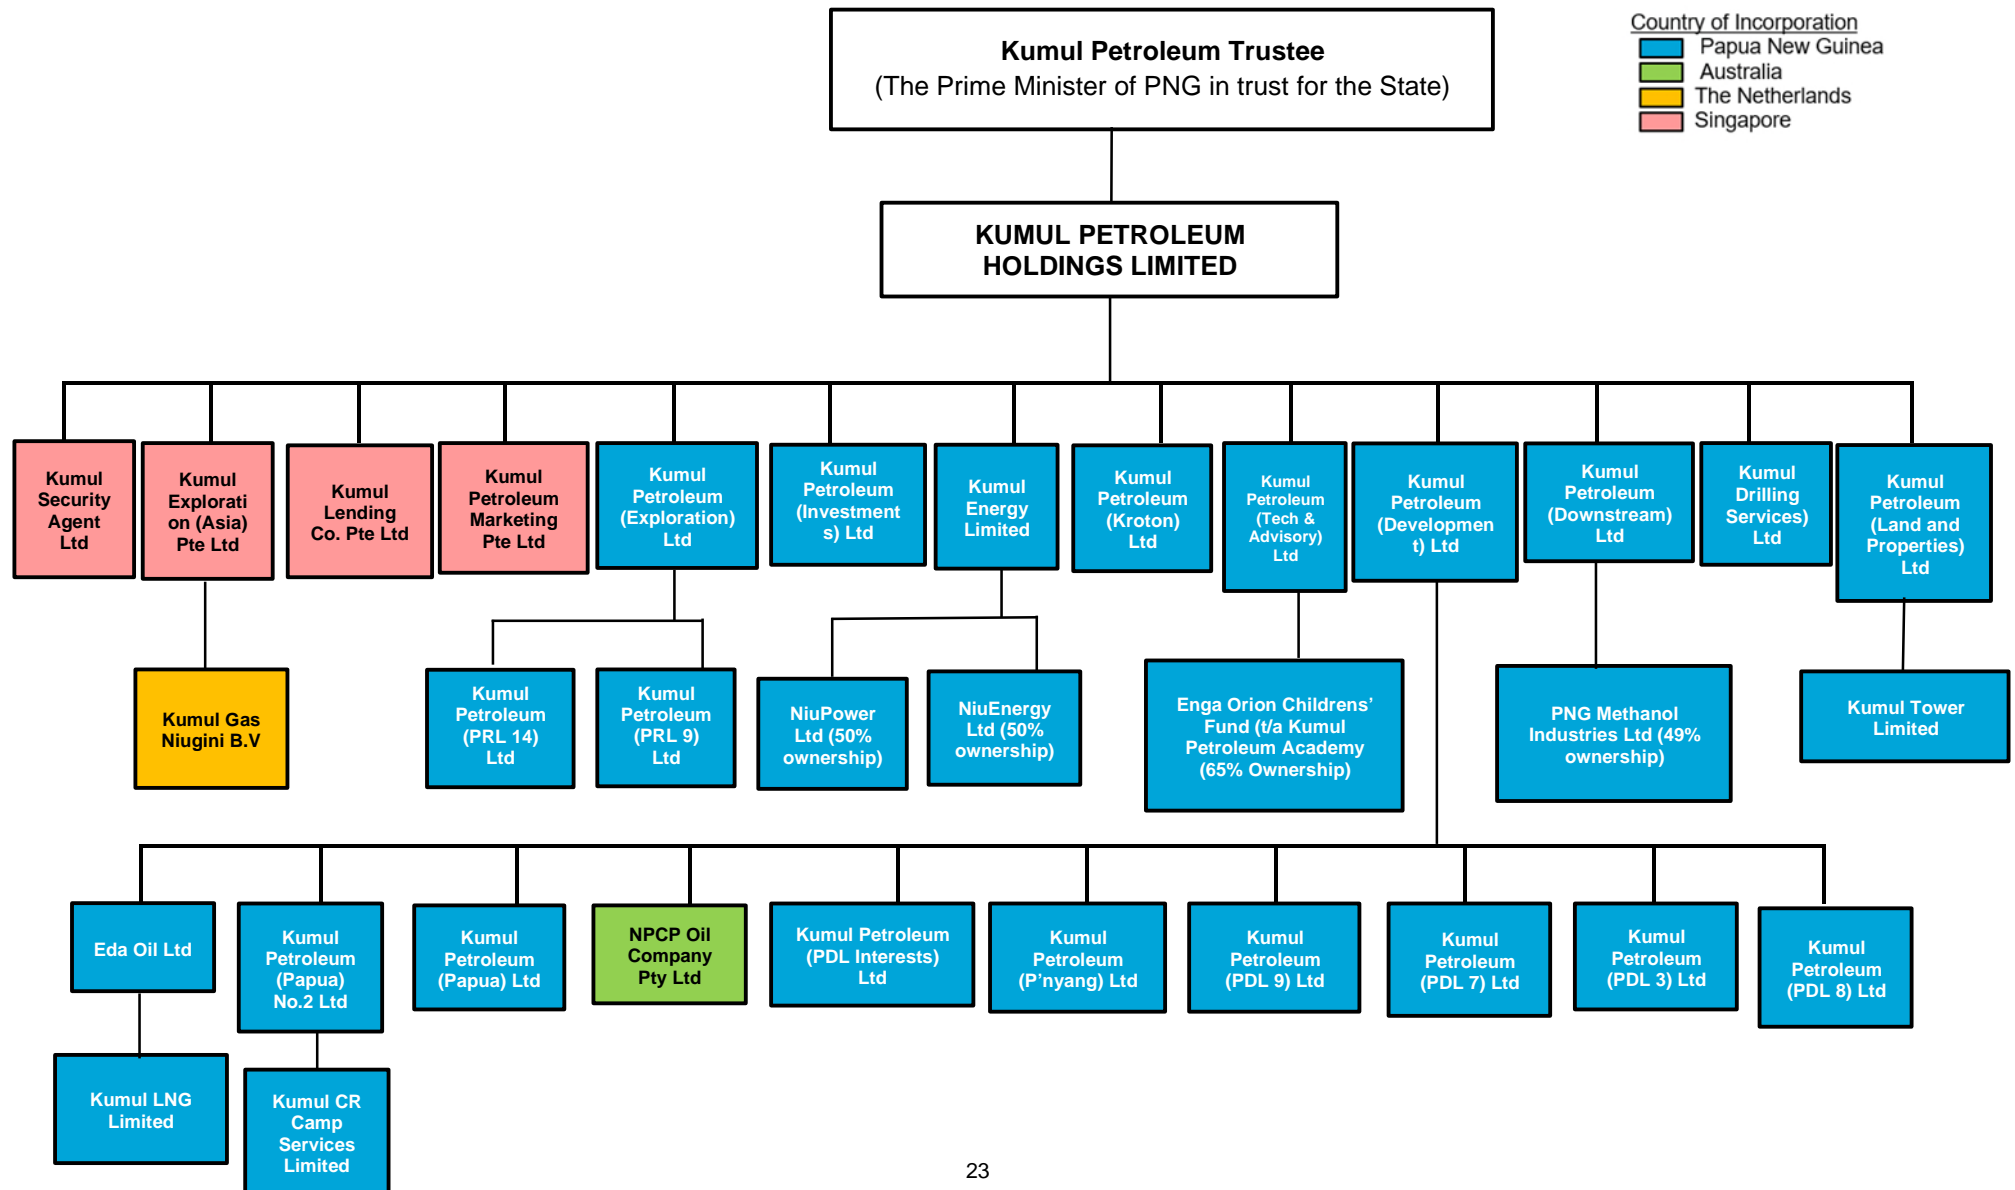 Kumul Petroleum Trustee
(The Prime Minister of PNG in trust for the State)
Country of Incorporation
Papua New Guinea
Australia
The Netherlands
Singapore
KUMUL PETROLEUM
HOLDINGS LIMITED
Kumul
Security
Agent
Ltd
Kumul
Explorati
on (Asia)
Pte Ltd
Kumul
Lending
Co. Pte Ltd
Kumul
Petroleum
Marketing
Pte Ltd
Kumul
Petroleum
(Exploration)
Ltd
Kumul
Petroleum
(Investment
s) Ltd
Kumul
Energy
Limited
Kumul
Petroleum
(Kroton)
Ltd
Kumul
Petroleum
(Tech &
Advisory)
Ltd
Kumul
Petroleum
(Developmen
t) Ltd
Kumul
Petroleum
(Downstream)
Ltd
Kumul
Drilling
Services)
Ltd
Kumul
Petroleum
(Land and
Properties)
Ltd
Kumul Gas
Niugini B.V
Kumul
Petroleum
(PRL 14)
Ltd
Kumul
Petroleum
(PRL 9)
Ltd
NiuPower
Ltd (50%
ownership)
NiuEnergy
Ltd (50%
ownership)
Enga Orion Childrens’
Fund (t/a Kumul
Petroleum Academy
(65% Ownership)
PNG Methanol
Industries Ltd (49%
ownership)
Kumul Tower
Limited
Eda Oil Ltd
Kumul
Petroleum
(Papua)
No.2 Ltd
Kumul
Petroleum
(Papua) Ltd
NPCP Oil
Company
Pty Ltd
Kumul Petroleum
(PDL Interests)
Ltd
Kumul
Petroleum
(P’nyang) Ltd
Kumul
Petroleum
(PDL 9) Ltd
Kumul
Petroleum
(PDL 7) Ltd
Kumul
Petroleum
(PDL 3) Ltd
Kumul
Petroleum
(PDL 8) Ltd
Kumul LNG
Limited
Kumul CR
Camp
Services
Limited
23